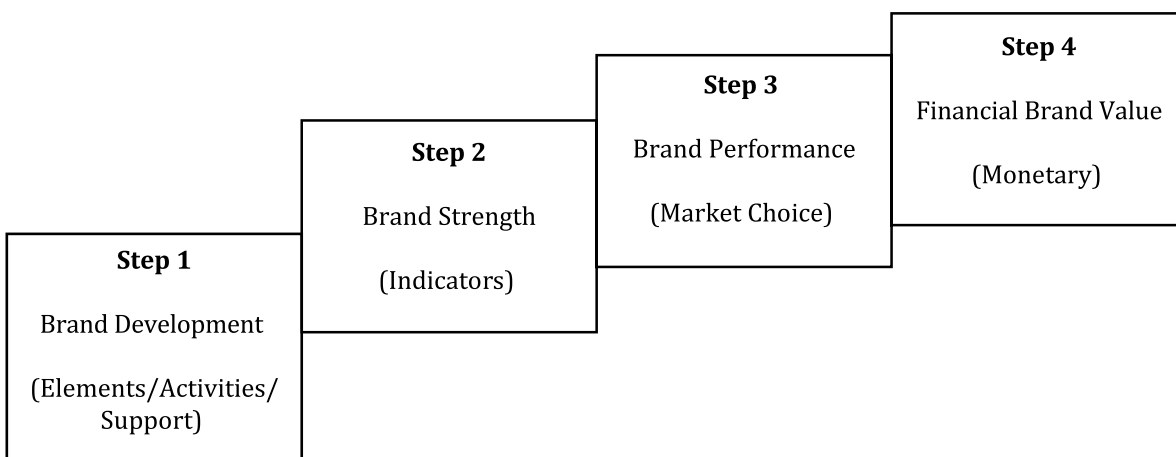 Step 1
Brand Development
(Elements/Activities/
Support)
Step 2
Brand Strength
(Indicators)
Step 3
Brand Performance
(Market Choice)
Step 4
Financial Brand Value
(Monetary)